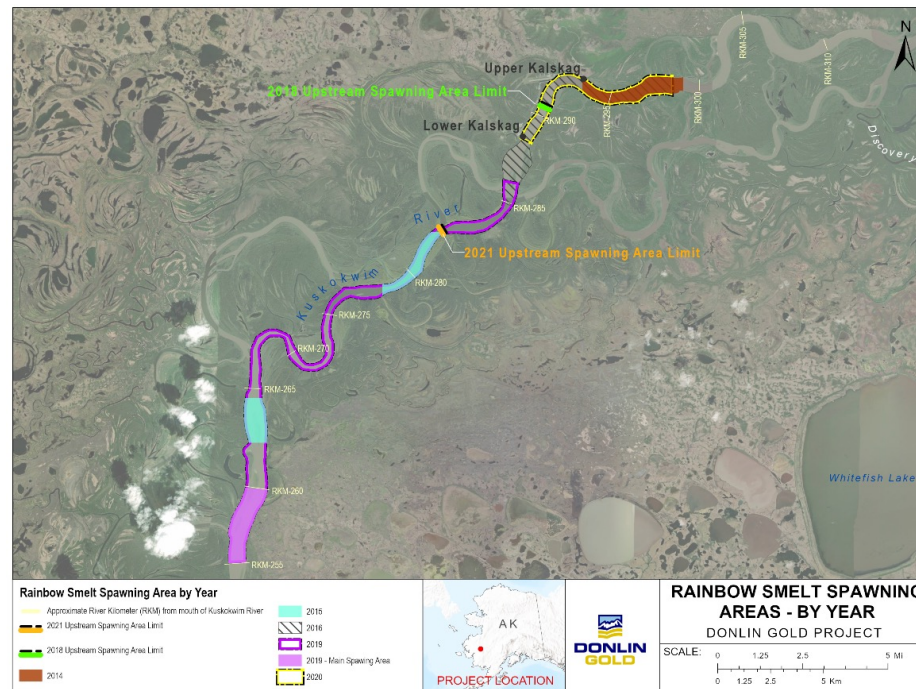 N
RKM-305
RKM-310
Upper Kalskag
2018 Upstream Spawning Area Limit
RKM-290
RKM-295
RKM-300
Lower Kalskag
Discovery
RKM-285
Kuskokwim River
2021 Upstream Spawning Area Limit
RKM-280
RKM-275
RKM-270
RKM-265
RKM-260
Whitefish Lake
RKM-255
Rainbow Smelt Spawning Area by Year
Approximate River Kilometer (RKM) from mouth of Kuskokwim River
2021 Upstream Spawning Area Limit
2018 Upstream Spawning Area Limit
2014
2015
2016
2019
2019 - Main Spawing Area
2020
AK
PROJECT LOCATION
DONLIN
GOLD
RAINBOW SMELT SPAWNING
AREAS - BY YEAR
DONLIN GOLD PROJECT
SCALE:
0 1.25 2.5 5 Mi
0 1.25 2.5 5 Km